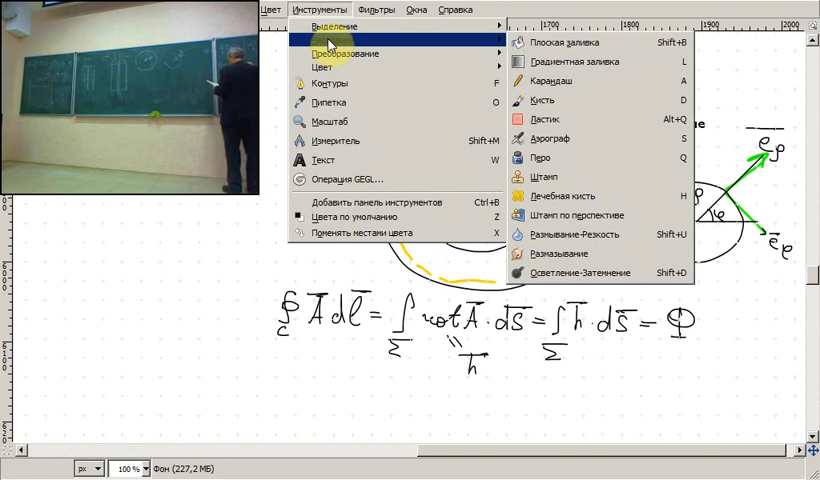 Цвет Инструменты Фильтры Окна Справка
1700 1800 1900 2000
Выделение
Преобразование
Цвет
Контуры
Пипетка O
Масштаб
Измеритель Shift+M
Текст W
Операция GEGL...
Добавить панель инструментов Ctrl+B
Цвета по умолчанию Z
Поменять местами цвета X
Плоская заливка Shift+B
Градиентная заливка L
Карандаш A
Кисть D
Ластик Alt+Q
Аэрограф S
Перо Q
Штамп
Лечебная кисть H
Штамп по перспективе
Размывание-Резкость Shift+U
Размазывание
Осветление-Затемнение Shift+D
e̅ρ
φ
e̅φ
∮c A̅ dl̅ = ∫Σ rot A̅ · dS̅ = ∫Σ h̅ · dS̅ = Φ
h̅
px 100 % Фон (227,2 МБ)